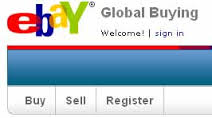 ebaY® Global Buying
Welcome! | sign in
Buy Sell Register